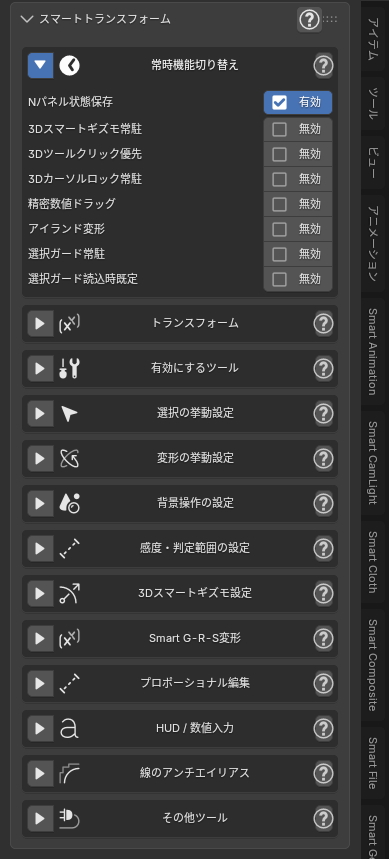 スマートトランスフォーム
常時機能切り替え
Nパネル状態保存 有効
3Dスマートギズモ常駐 無効
3Dツールクリック優先 無効
3Dカーソルロック常駐 無効
精密数値ドラッグ 無効
アイランド変形 無効
選択ガード常駐 無効
選択ガード読込時既定 無効
トランスフォーム
有効にするツール
選択の挙動設定
変形の挙動設定
背景操作の設定
感度・判定範囲の設定
3Dスマートギズモ設定
Smart G-R-S変形
プロポーショナル編集
HUD / 数値入力
線のアンチエイリアス
その他ツール
アイテム
ツール
ビュー
アニメーション
Smart Animation
Smart CamLight
Smart Cloth
Smart Composite
Smart File
Smart G